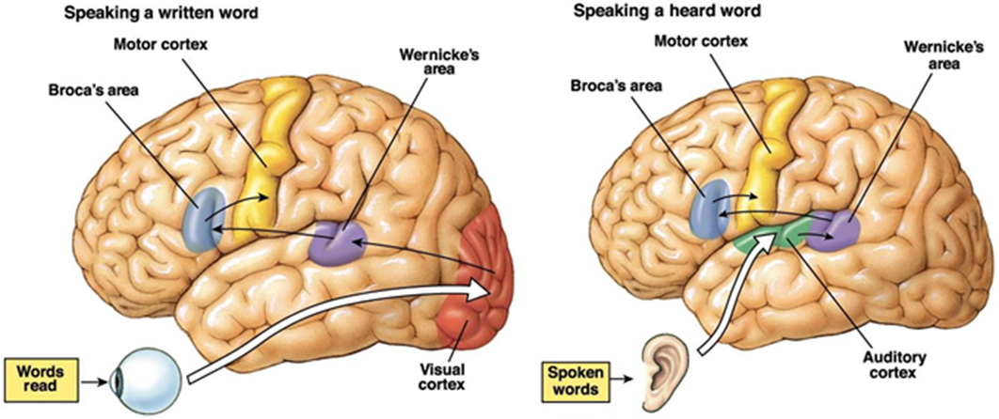 Speaking a written word
Motor cortex
Wernicke's
area
Broca's area
Words
read
Visual
cortex
Speaking a heard word
Motor cortex
Wernicke's
area
Broca's area
Spoken
words
Auditory
cortex